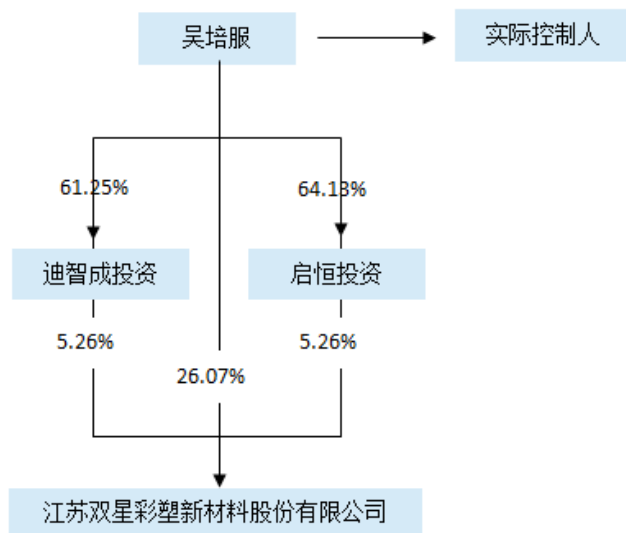 吴培服
实际控制人
61.25%
64.13%
迪智成投资
启恒投资
5.26%
5.26%
26.07%
江苏双星彩塑新材料股份有限公司